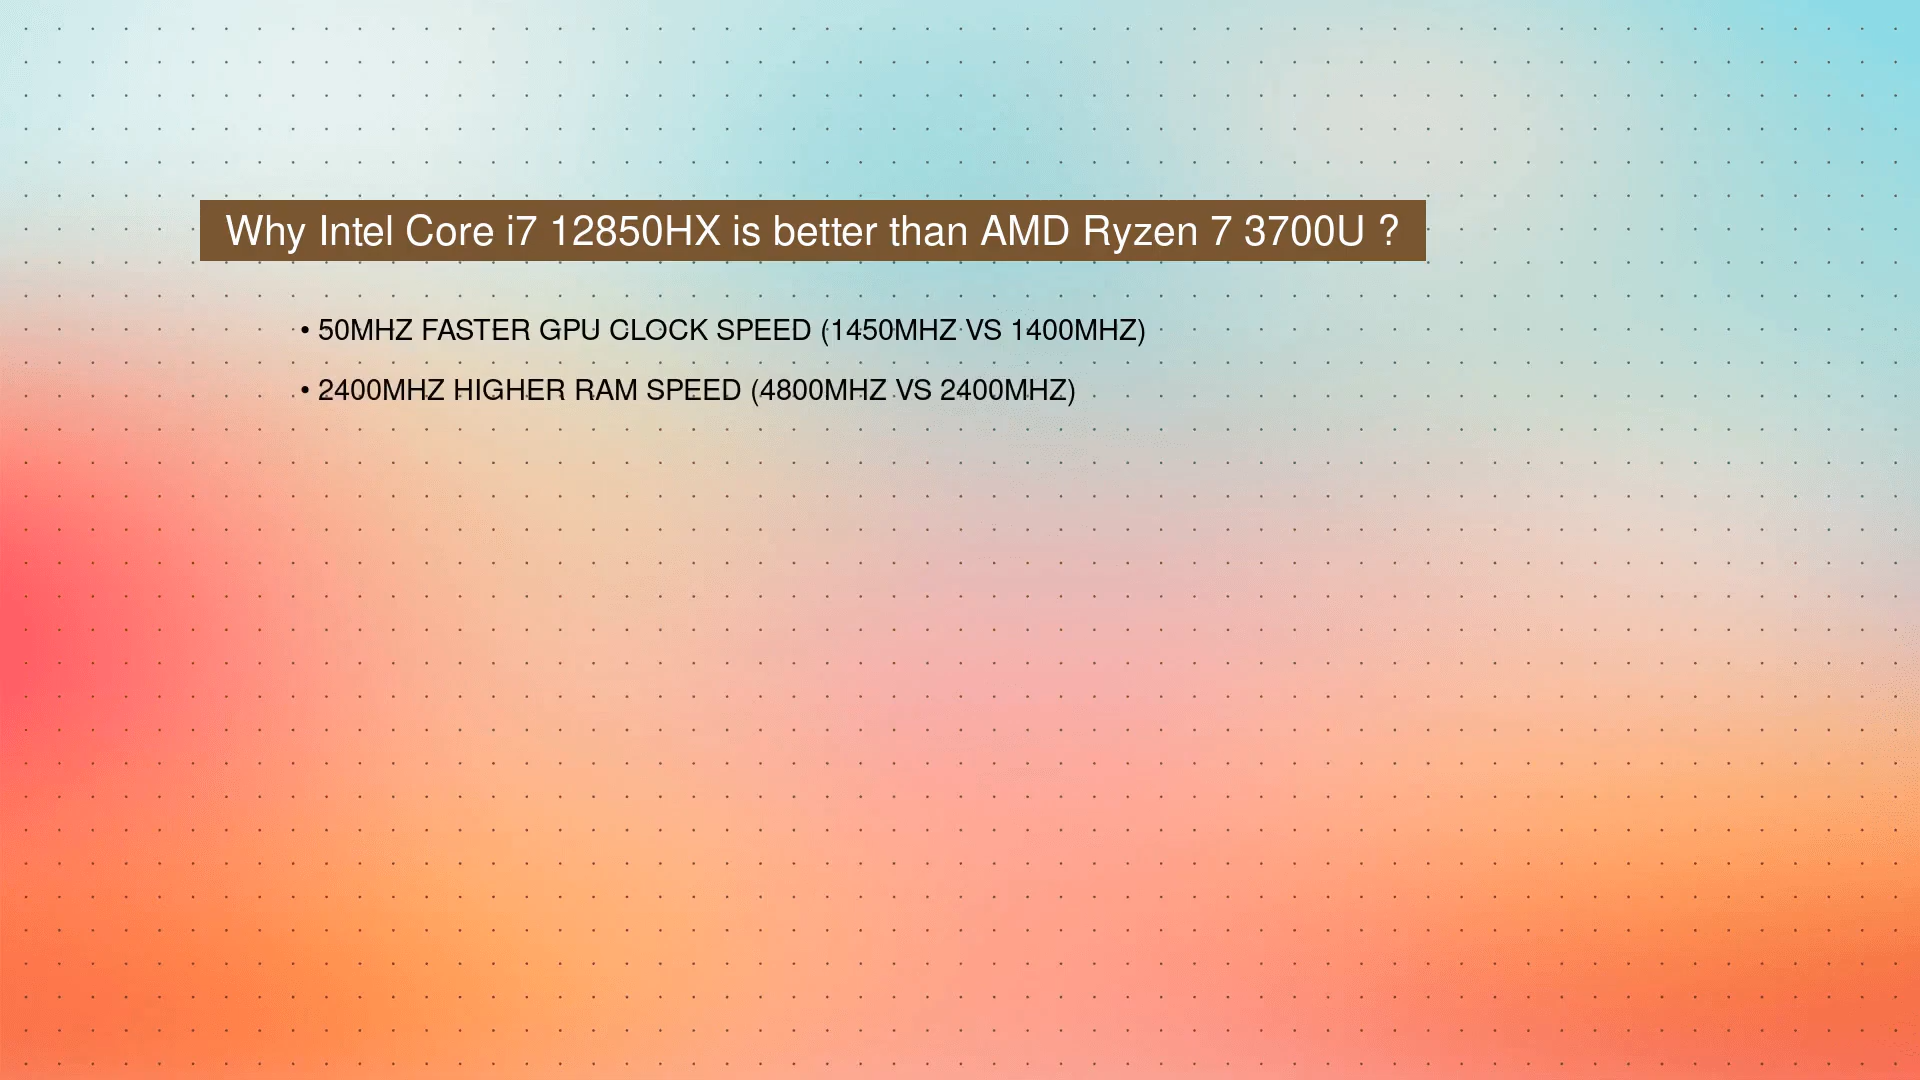 Why Intel Core i7 12850HX is better than AMD Ryzen 7 3700U ?
• 50MHZ FASTER GPU CLOCK SPEED (1450MHZ VS 1400MHZ)
• 2400MHZ HIGHER RAM SPEED (4800MHZ VS 2400MHZ)